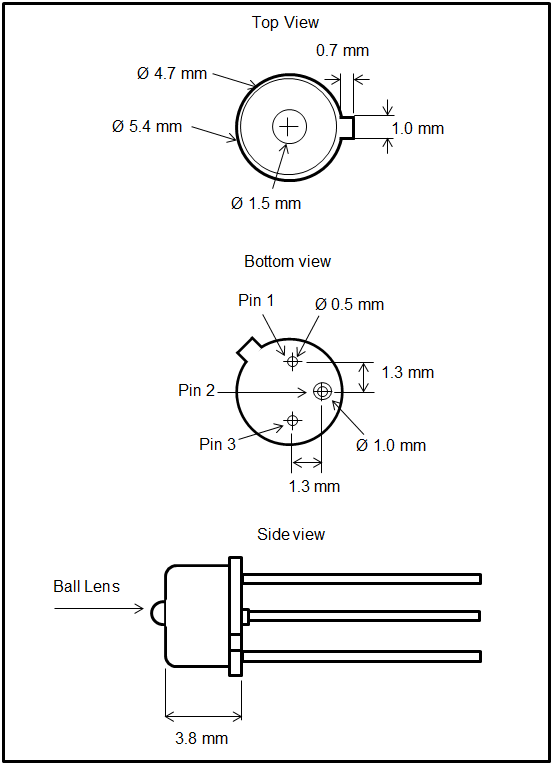 Top View
0.7 mm
Ø 4.7 mm
Ø 5.4 mm
1.0 mm
Ø 1.5 mm
Bottom view
Pin 1
Ø 0.5 mm
1.3 mm
Pin 2
Pin 3
Ø 1.0 mm
1.3 mm
Side view
Ball Lens
3.8 mm